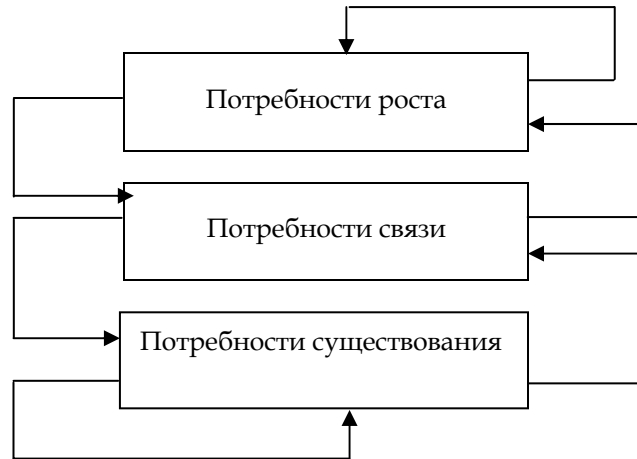 Потребности роста
Потребности связи
Потребности существования